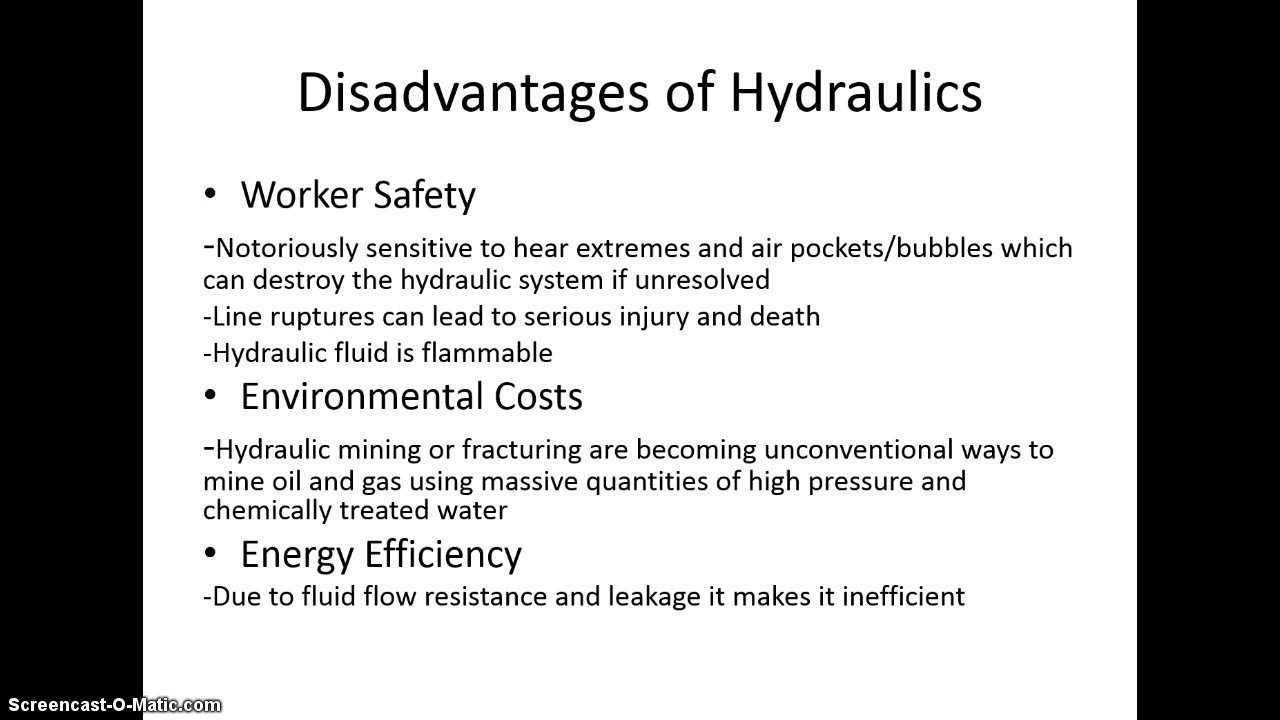 Disadvantages of Hydraulics
• Worker Safety
-Notoriously sensitive to hear extremes and air pockets/bubbles which
can destroy the hydraulic system if unresolved
-Line ruptures can lead to serious injury and death
-Hydraulic fluid is flammable
• Environmental Costs
-Hydraulic mining or fracturing are becoming unconventional ways to
mine oil and gas using massive quantities of high pressure and
chemically treated water
• Energy Efficiency
-Due to fluid flow resistance and leakage it makes it inefficient
Screencast-O-Matic.com